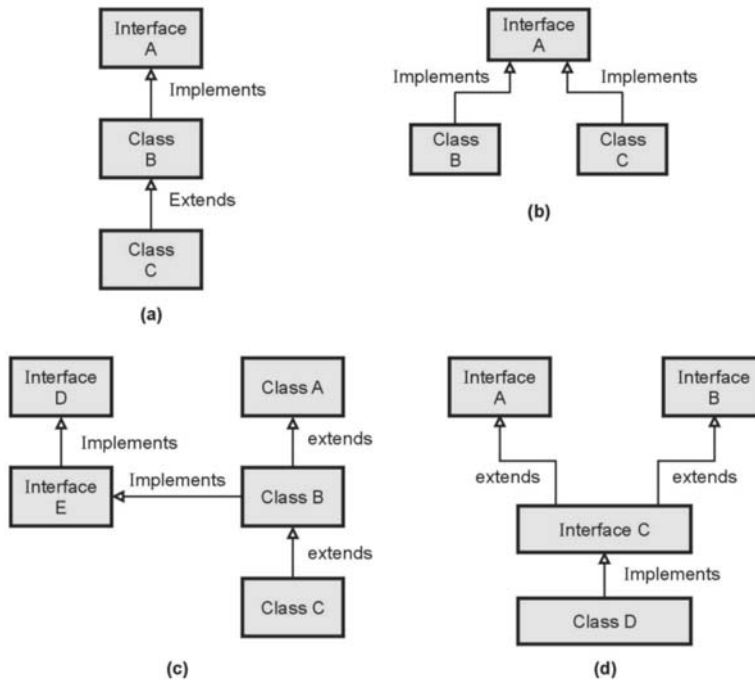 Interface
A
Implements
Class
B
Extends
Class
C
(a)
Interface
A
Implements
Implements
Class
B
Class
C
(b)
Interface
D
Implements
Interface
E
Implements
Class A
extends
Class B
extends
Class C
(c)
Interface
A
Interface
B
extends
extends
Interface C
Implements
Class D
(d)